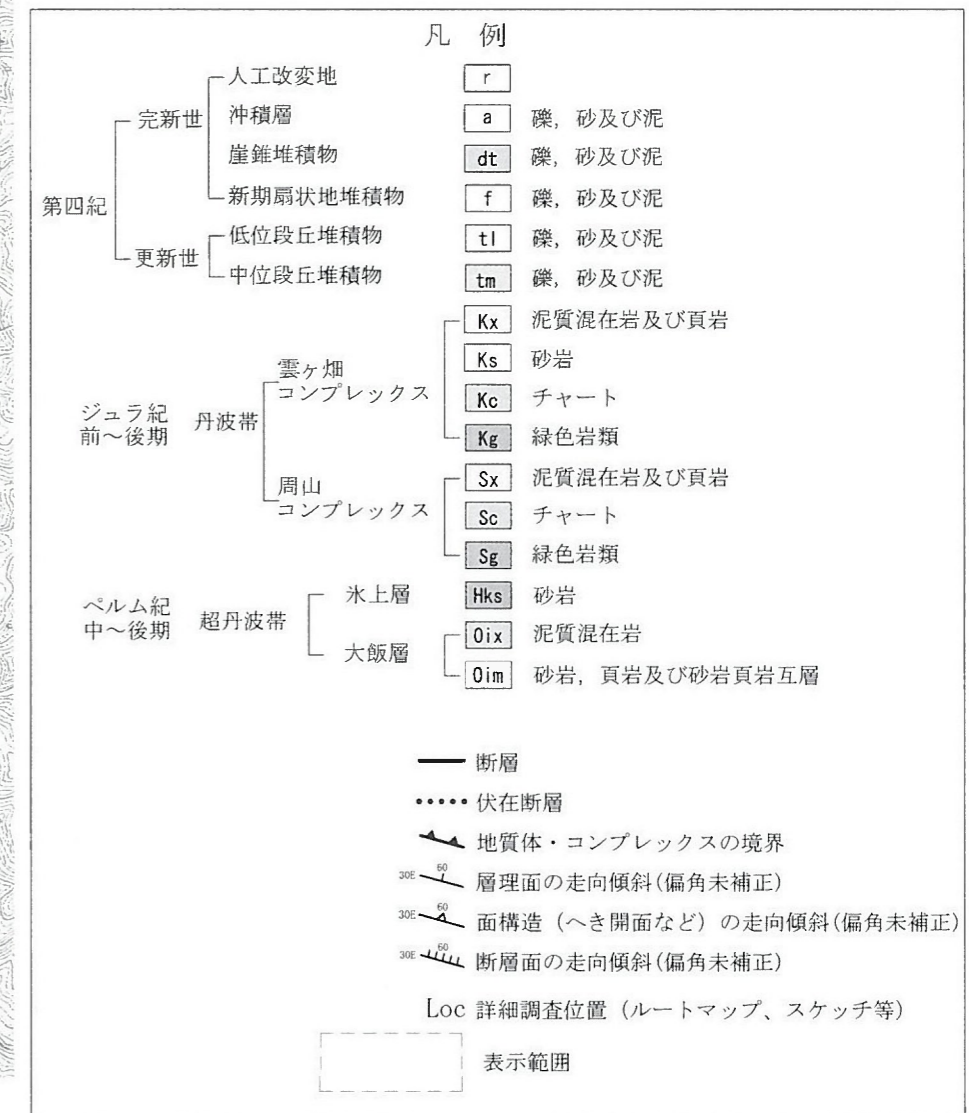 凡 例
人工改変地 r
完新世
沖積層 a 礫，砂及び泥
崖錐堆積物 dt 礫，砂及び泥
第四紀
新期扇状地堆積物 f 礫，砂及び泥
低位段丘堆積物 tl 礫，砂及び泥
更新世
中位段丘堆積物 tm 礫，砂及び泥
Kx 泥質混在岩及び頁岩
雲ヶ畑
コンプレックス
Ks 砂岩
Kc チャート
ジュラ紀
前～後期
丹波帯
Kg 緑色岩類
周山
コンプレックス
Sx 泥質混在岩及び頁岩
Sc チャート
Sg 緑色岩類
ペルム紀
中～後期
超丹波帯
氷上層 Hks 砂岩
大飯層
Oix 泥質混在岩
Oim 砂岩，頁岩及び砂岩頁岩互層
断層
伏在断層
地質体・コンプレックスの境界
30E 60 層理面の走向傾斜(偏角未補正)
30E 60 面構造（へき開面など）の走向傾斜(偏角未補正)
30E 60 断層面の走向傾斜(偏角未補正)
Loc 詳細調査位置（ルートマップ、スケッチ等）
表示範囲